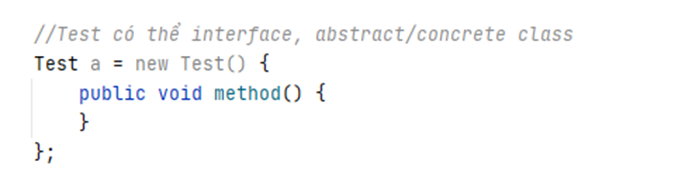 //Test có thể interface, abstract/concrete class
Test a = new Test() {
    public void method() {
    }
};